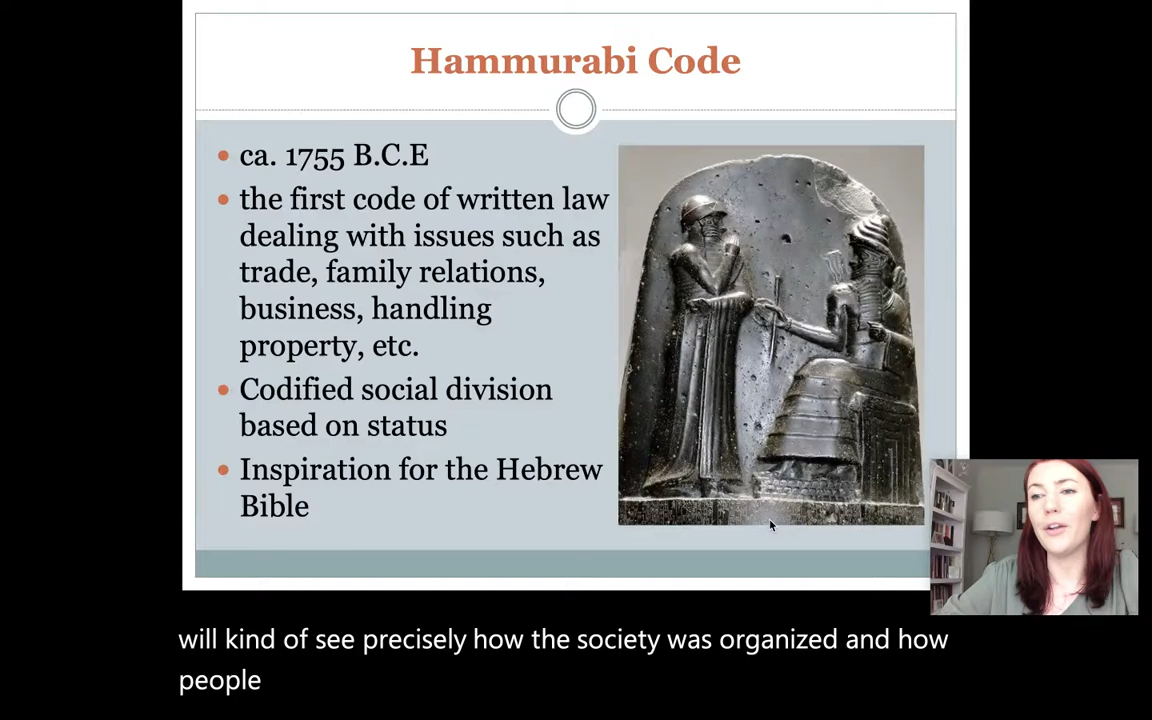 Hammurabi Code
ca. 1755 B.C.E
the first code of written law
dealing with issues such as
trade, family relations,
business, handling
property, etc.
Codified social division
based on status
Inspiration for the Hebrew
Bible
will kind of see precisely how the society was organized and how
people